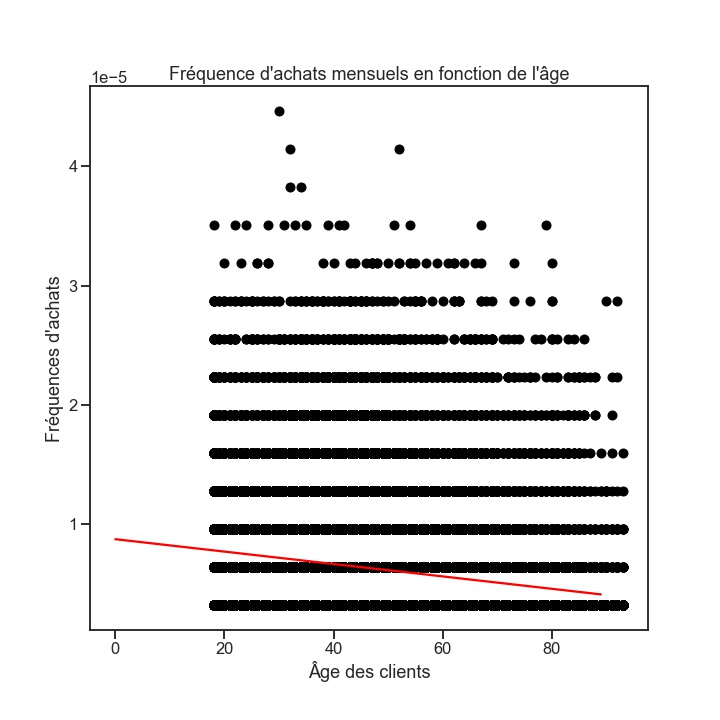 Fréquence d'achats mensuels en fonction de l'âge
1e−5
4
3
2
1
Fréquences d'achats
0 20 40 60 80
Âge des clients